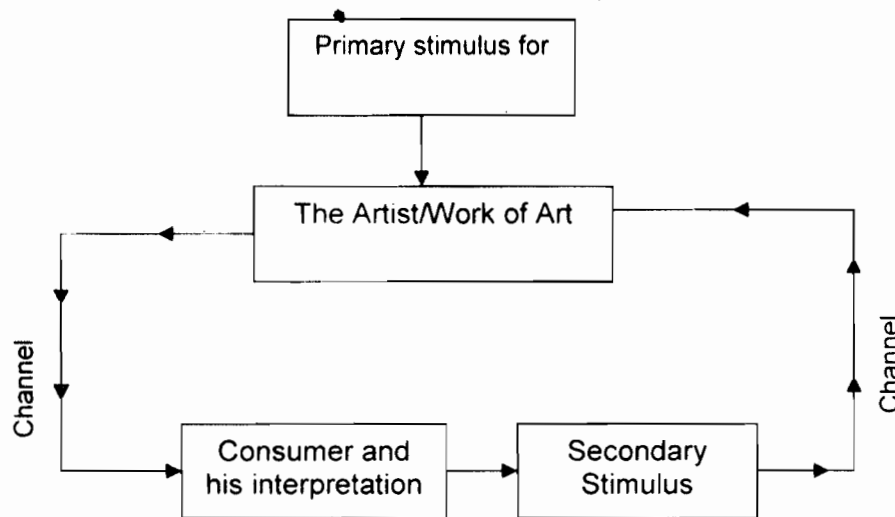 Primary stimulus for
The Artist/Work of Art
Channel
Channel
Consumer and
his interpretation
Secondary
Stimulus